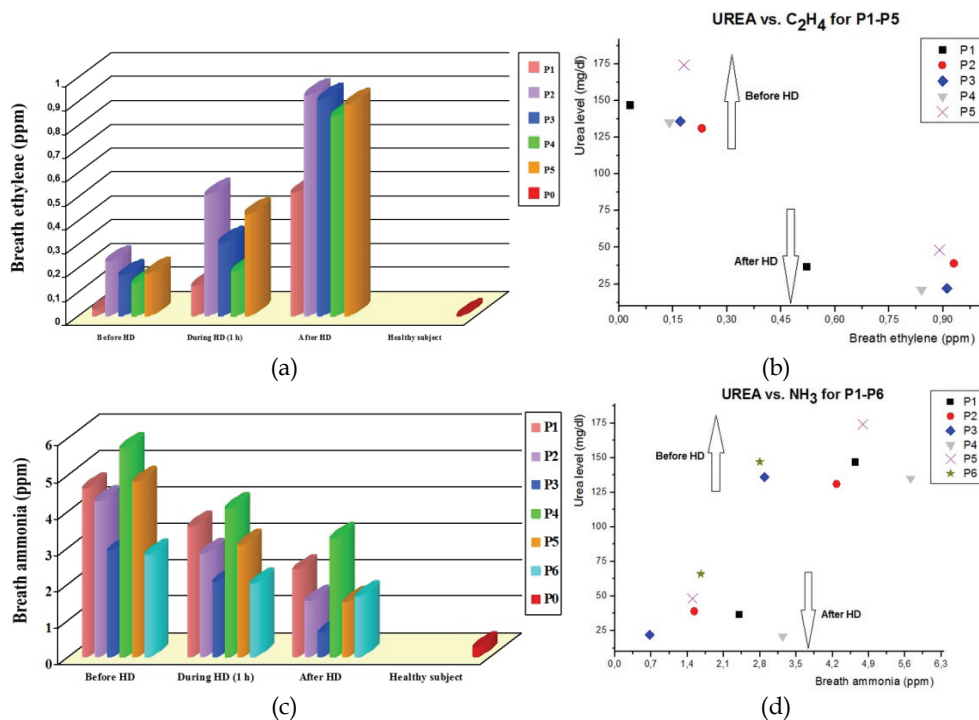 Breath ethylene (ppm)
1
0,9
0,8
0,7
0,6
0,5
0,4
0,3
0,2
0,1
0
Before HD
During HD (1 h)
After HD
Healthy subject
P1
P2
P3
P4
P5
P0
(a)
UREA vs. C₂H₄ for P1-P5
Urea level (mg/dl)
175
150
125
100
75
50
25
Before HD
After HD
P1
P2
P3
P4
P5
0,00 0,15 0,30 0,45 0,60 0,75 0,90
Breath ethylene (ppm)
(b)
Breath ammonia (ppm)
6
5
4
3
2
1
0
Before HD
During HD (1 h)
After HD
Healthy subject
P1
P2
P3
P4
P5
P6
P0
(c)
UREA vs. NH₃ for P1-P6
Urea level (mg/dl)
175
150
125
100
75
50
25
Before HD
After HD
P1
P2
P3
P4
P5
P6
0,0 0,7 1,4 2,1 2,8 3,5 4,2 4,9 5,6 6,3
Breath ammonia (ppm)
(d)